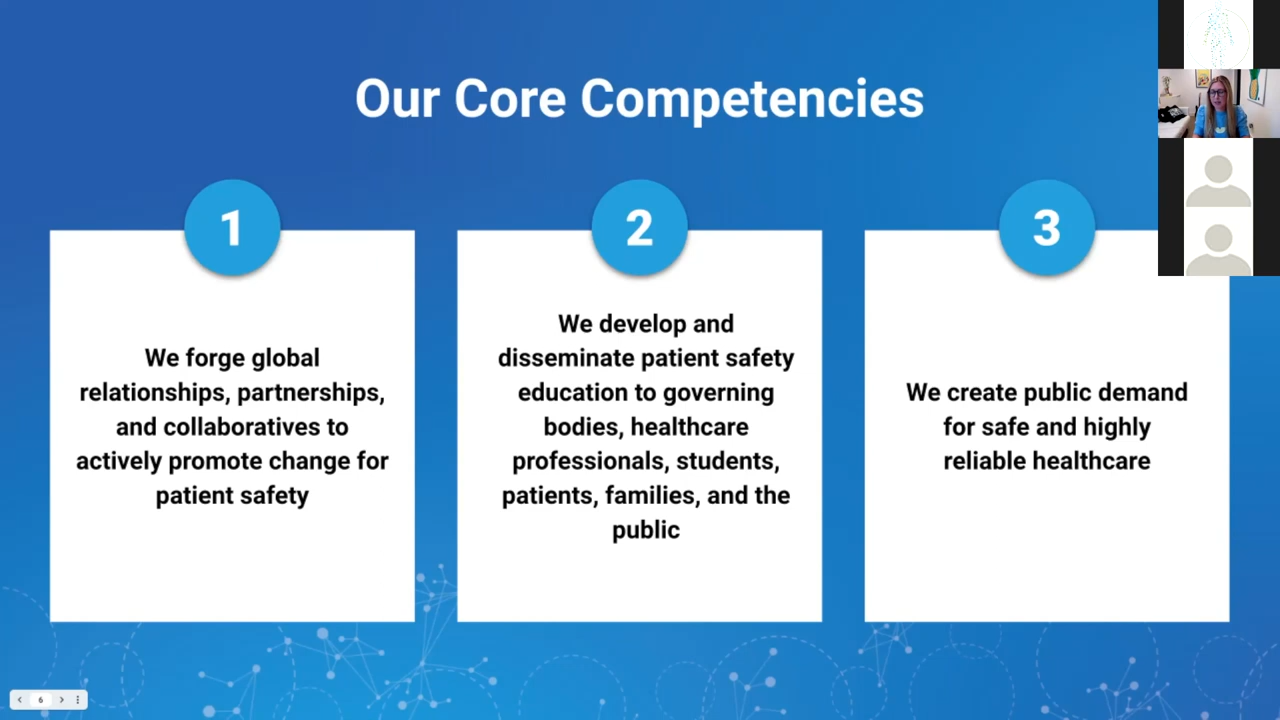 Our Core Competencies
1
We forge global
relationships, partnerships,
and collaboratives to
actively promote change for
patient safety
2
We develop and
disseminate patient safety
education to governing
bodies, healthcare
professionals, students,
patients, families, and the
public
3
We create public demand
for safe and highly
reliable healthcare
6